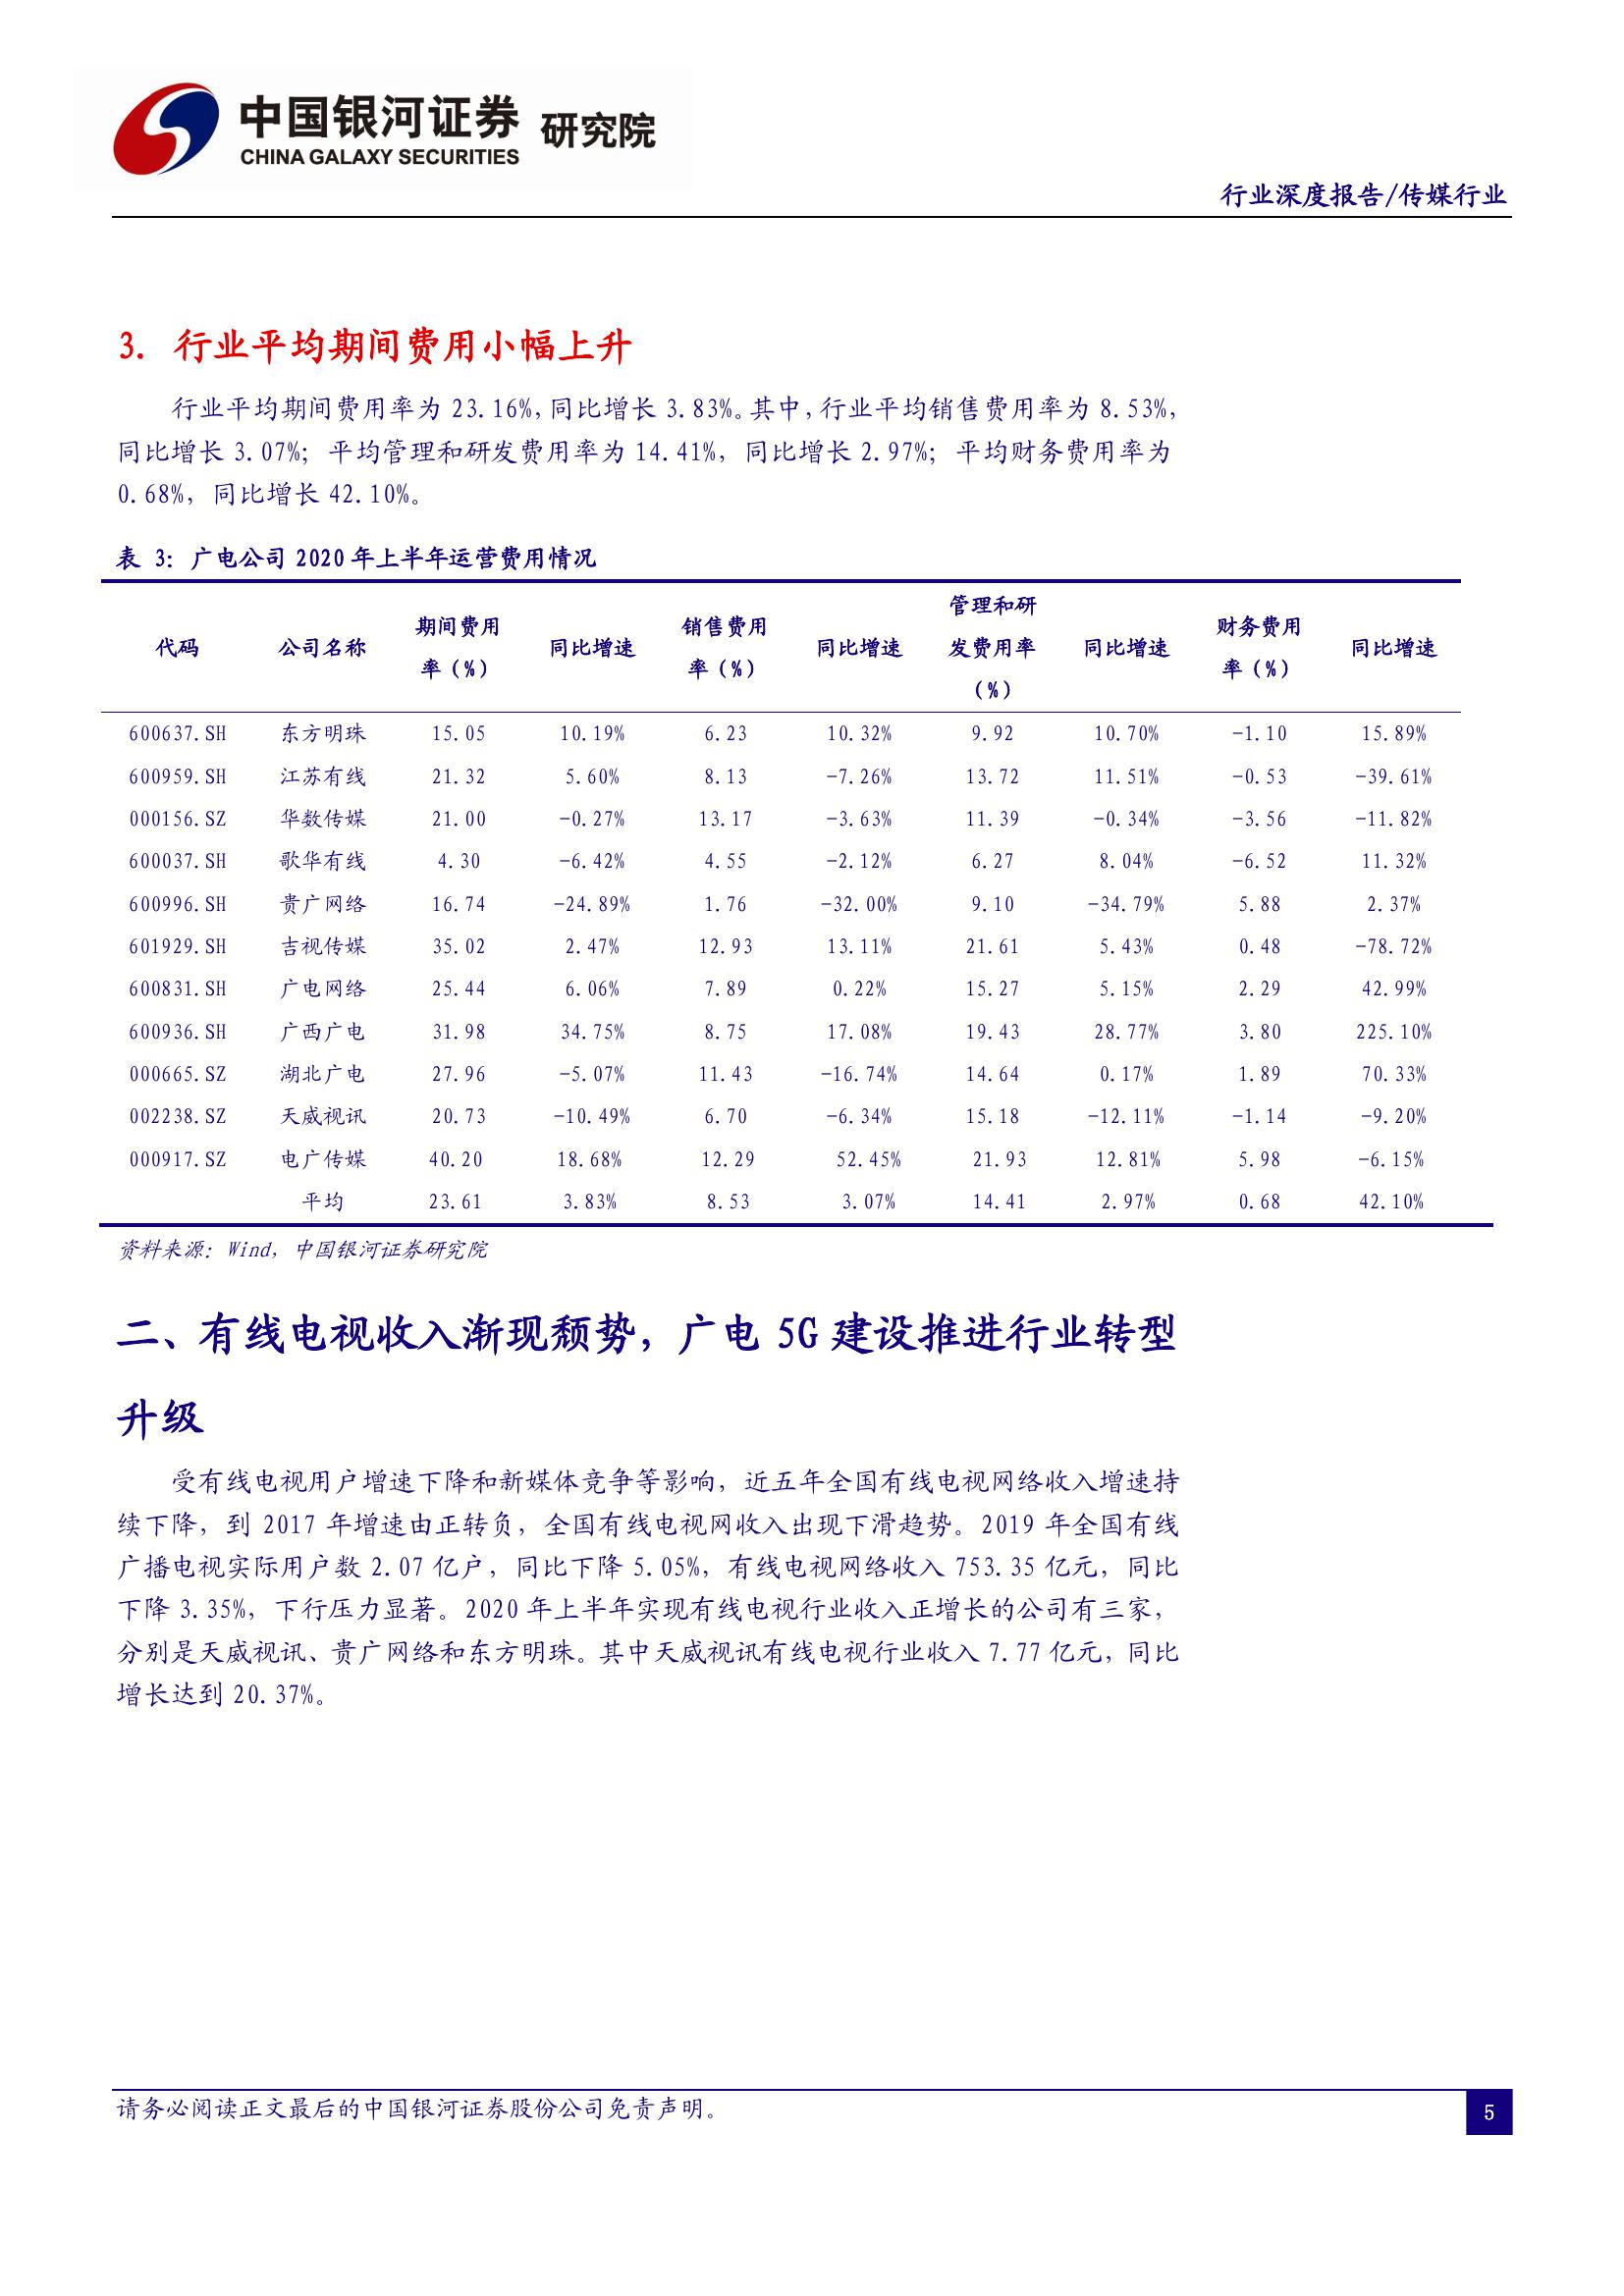 中国银河证券 研究院
CHINA GALAXY SECURITIES
行业深度报告/传媒行业
3. 行业平均期间费用小幅上升
行业平均期间费用率为 23.16%,同比增长 3.83%。其中,行业平均销售费用率为 8.53%,
同比增长 3.07%; 平均管理和研发费用率为 14.41%, 同比增长 2.97%; 平均财务费用率为
0.68%, 同比增长 42.10%。
表 3: 广电公司 2020 年上半年运营费用情况
代码 公司名称 期间费用率(%) 同比增速 销售费用率(%) 同比增速 管理和研发费用率(%) 同比增速 财务费用率(%) 同比增速
600637.SH 东方明珠 15.05 10.19% 6.23 10.32% 9.92 10.70% -1.10 15.89%
600959.SH 江苏有线 21.32 5.60% 8.13 -7.26% 13.72 11.51% -0.53 -39.61%
000156.SZ 华数传媒 21.00 -0.27% 13.17 -3.63% 11.39 -0.34% -3.56 -11.82%
600037.SH 歌华有线 4.30 -6.42% 4.55 -2.12% 6.27 8.04% -6.52 11.32%
600996.SH 贵广网络 16.74 -24.89% 1.76 -32.00% 9.10 -34.79% 5.88 2.37%
601929.SH 吉视传媒 35.02 2.47% 12.93 13.11% 21.61 5.43% 0.48 -78.72%
600831.SH 广电网络 25.44 6.06% 7.89 0.22% 15.27 5.15% 2.29 42.99%
600936.SH 广西广电 31.98 34.75% 8.75 17.08% 19.43 28.77% 3.80 225.10%
000665.SZ 湖北广电 27.96 -5.07% 11.43 -16.74% 14.64 0.17% 1.89 70.33%
002238.SZ 天威视讯 20.73 -10.49% 6.70 -6.34% 15.18 -12.11% -1.14 -9.20%
000917.SZ 电广传媒 40.20 18.68% 12.29 52.45% 21.93 12.81% 5.98 -6.15%
平均 23.61 3.83% 8.53 3.07% 14.41 2.97% 0.68 42.10%
资料来源: Wind, 中国银河证券研究院
二、有线电视收入渐现颓势, 广电 5G 建设推进行业转型
升级
受有线电视用户增速下降和新媒体竞争等影响, 近五年全国有线电视网络收入增速持
续下降, 到 2017 年增速由正转负, 全国有线电视网收入出现下滑趋势。2019 年全国有线
广播电视实际用户数 2.07 亿户, 同比下降 5.05%, 有线电视网络收入 753.35 亿元, 同比
下降 3.35%, 下行压力显著。2020 年上半年实现有线电视行业收入正增长的公司有三家,
分别是天威视讯、贵广网络和东方明珠。其中天威视讯有线电视行业收入 7.77 亿元, 同比
增长达到 20.37%。
请务必阅读正文最后的中国银河证券股份公司免责声明。
5